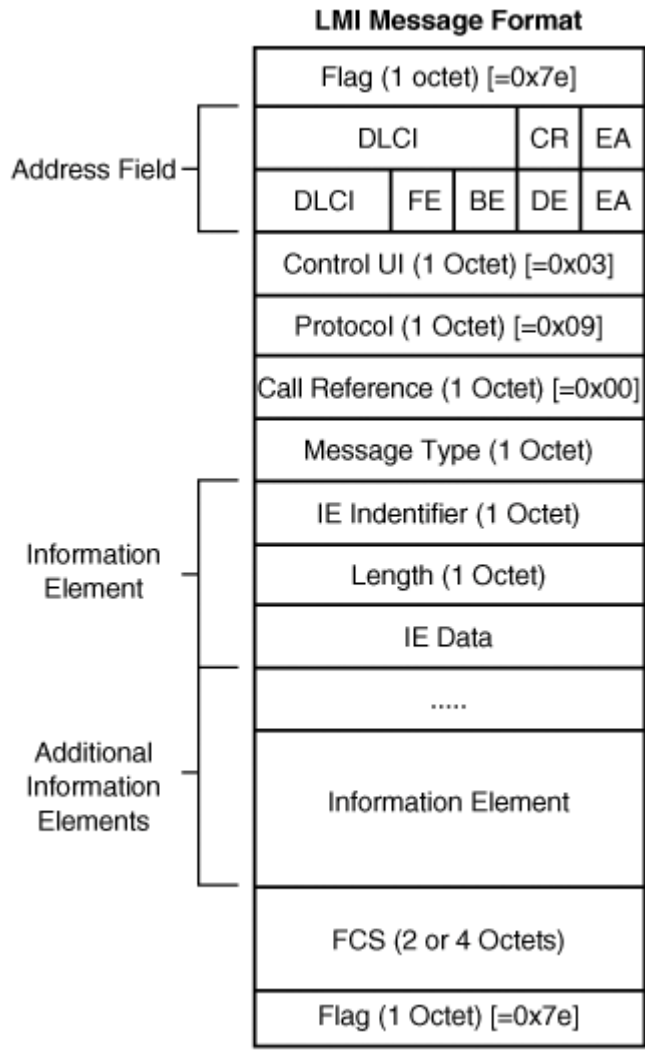 LMI Message Format
Flag (1 octet) [=0x7e]
Address Field
DLCI CR EA
DLCI FE BE DE EA
Control UI (1 Octet) [=0x03]
Protocol (1 Octet) [=0x09]
Call Reference (1 Octet) [=0x00]
Message Type (1 Octet)
Information
Element
IE Indentifier (1 Octet)
Length (1 Octet)
IE Data
Additional
Information
Elements
.....
Information Element
FCS (2 or 4 Octets)
Flag (1 Octet) [=0x7e]